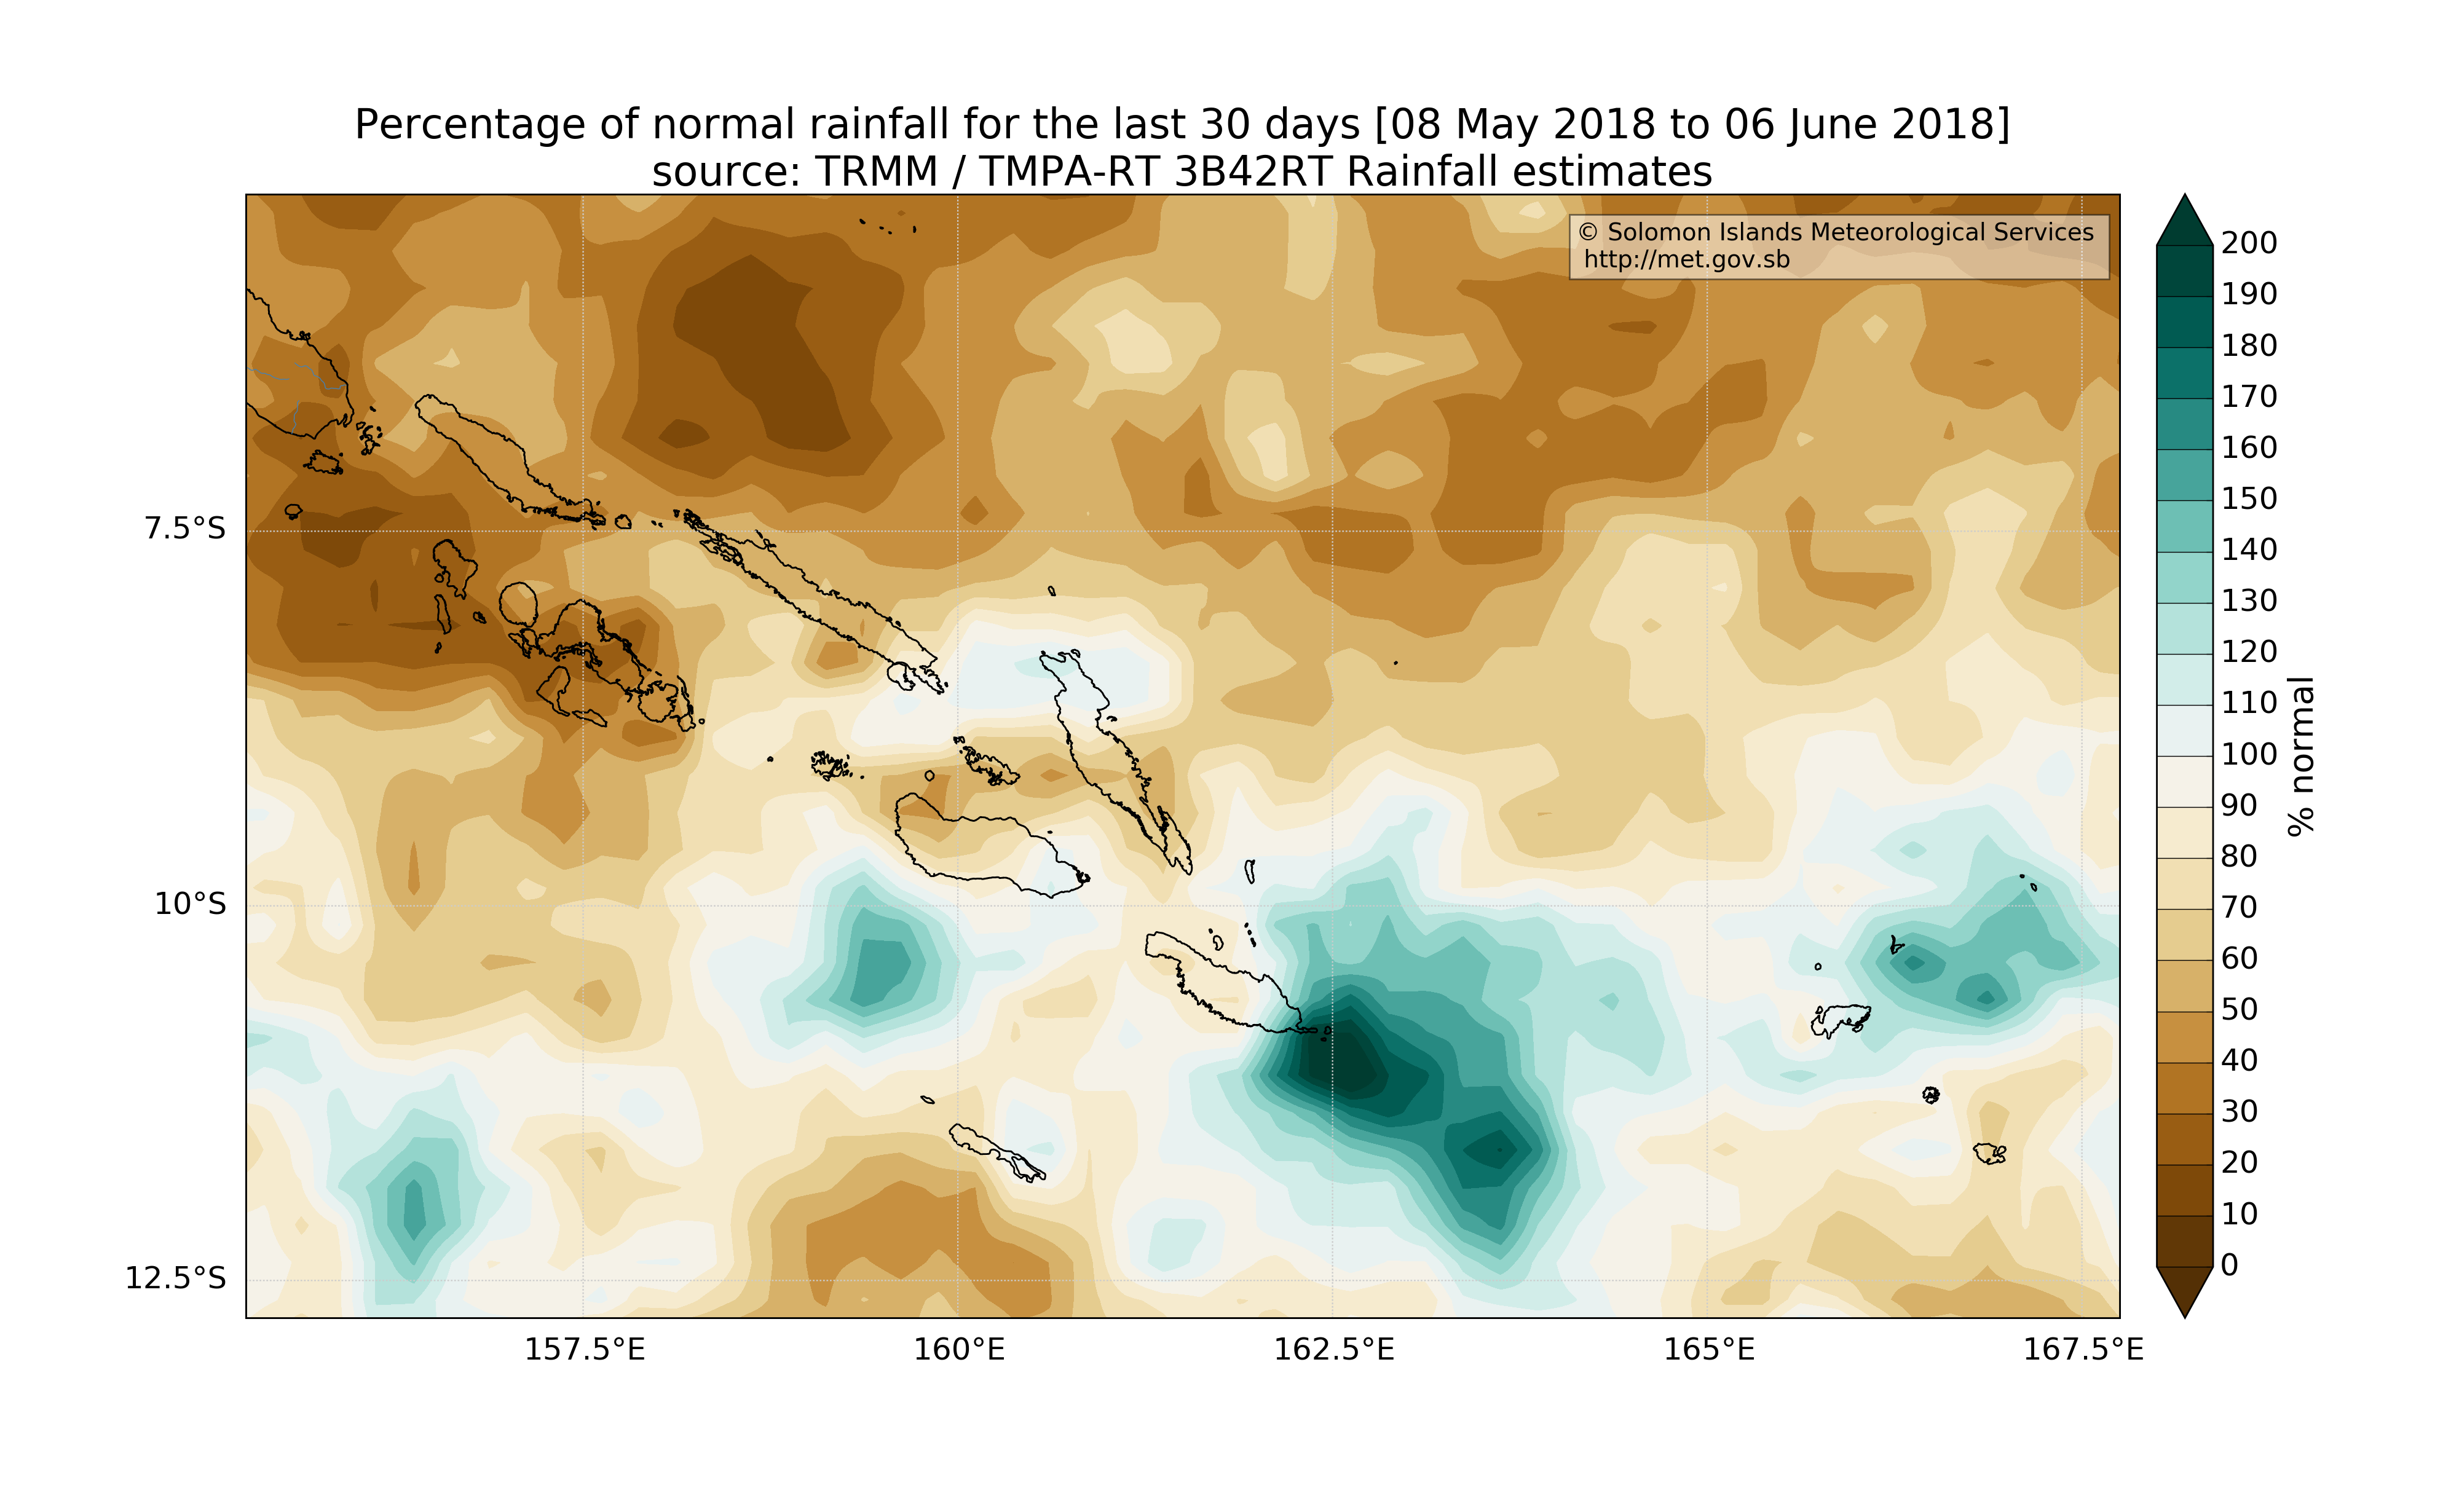 Percentage of normal rainfall for the last 30 days [08 May 2018 to 06 June 2018]
source: TRMM / TMPA-RT 3B42RT Rainfall estimates
© Solomon Islands Meteorological Services
http://met.gov.sb
7.5°S
10°S
12.5°S
157.5°E
160°E
162.5°E
165°E
167.5°E
200
190
180
170
160
150
140
130
120
110
100
90
80
70
60
50
40
30
20
10
0
% normal